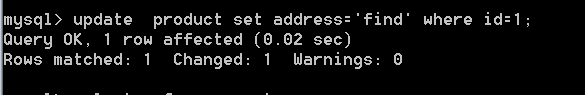 mysql> update  product set address='find' where id=1;
Query OK, 1 row affected (0.02 sec)
Rows matched: 1  Changed: 1  Warnings: 0